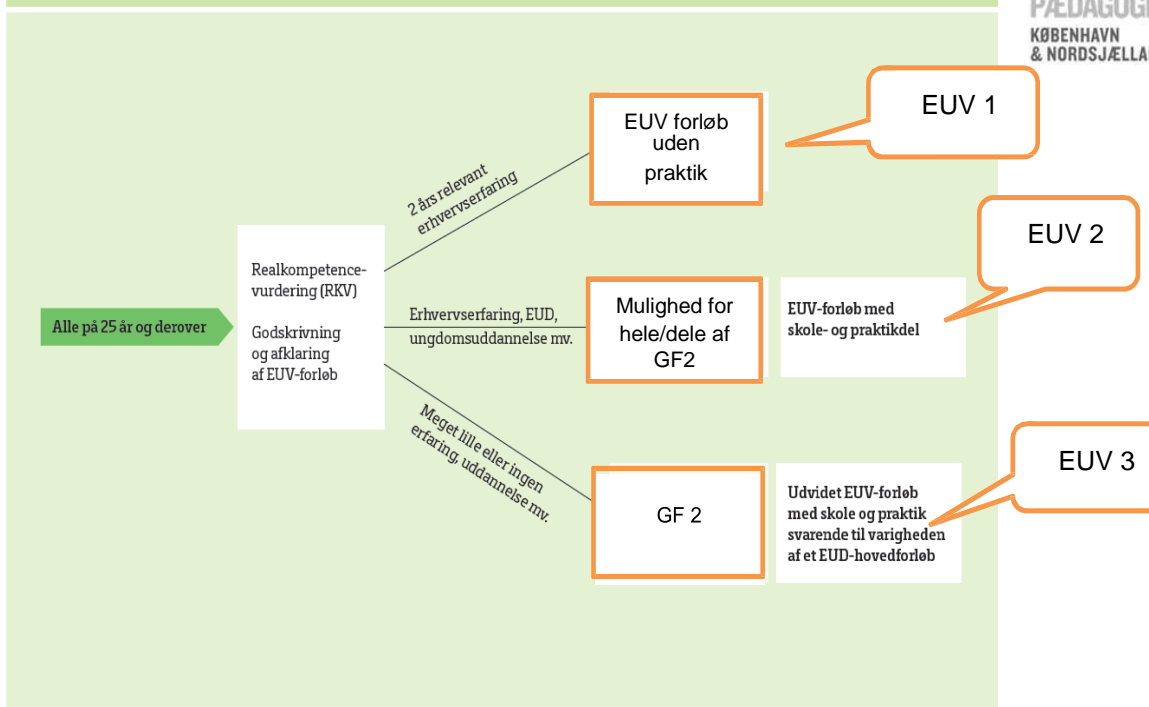 KØBENHAVN
EUV 1
EUV forløb
uden
praktik
2 års relevant
erhvervserfaring
EUV 2
Realkompetence-
vurdering (RKV)
Godskrivning
og afklaring
af EUV-forløb
Alle på 25 år og derover
Erhvervserfaring, EUD,
ungdomsuddannelse mv.
Mulighed for
hele/dele af
GF2
EUV-forløb med
skole- og praktikdel
Meget lille eller ingen
erfaring, uddannelse mv.
EUV 3
GF 2
Udvidet EUV-forløb
med skole og praktik
svarende til varigheden
af et EUD-hovedforløb